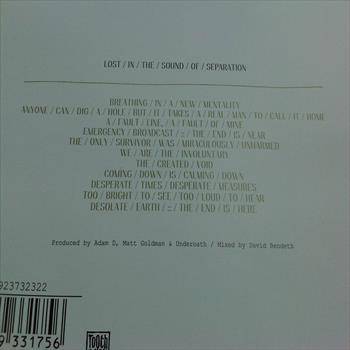 LOST / IN / THE / SOUND / OF / SEPARATION
BREATHING / IN / A / NEW / MENTALITY
ANYONE / CAN / DIG / A / HOLE / BUT / IT / TAKES / A / REAL / MAN / TO / CALL / IT / HOME
A / FAULT / LINE, / A / FAULT / OF / MINE
EMERGENCY / BROADCAST / :: / THE / END / IS / NEAR
THE / ONLY / SURVIVOR / WAS / MIRACULOUSLY / UNHARMED
WE / ARE / THE / INVOLUNTARY
THE / CREATED / VOID
COMING / DOWN / IS / CALMING / DOWN
DESPERATE / TIMES / DESPERATE / MEASURES
TOO / BRIGHT / TO / SEE / TOO / LOUD / TO / HEAR
DESOLATE / EARTH / :: / THE / END / IS / HERE
Produced by Adam D, Matt Goldman & Underoath / Mixed by David Bendeth
923732322
9 331756
Tooth